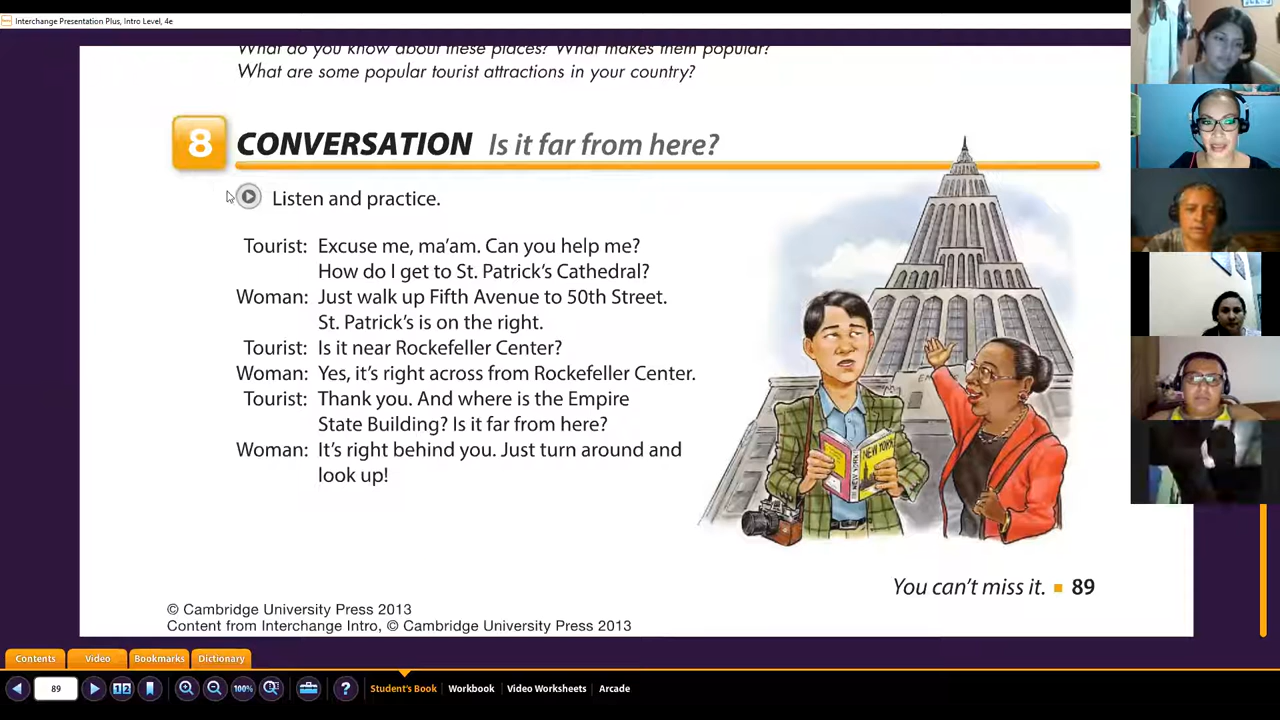 Interchange Presentation Plus, Intro Level, 4e
What do you know about these places? What makes them popular?
What are some popular tourist attractions in your country?
8 CONVERSATION Is it far from here?
Listen and practice.
Tourist: Excuse me, ma'am. Can you help me?
How do I get to St. Patrick's Cathedral?
Woman: Just walk up Fifth Avenue to 50th Street.
St. Patrick's is on the right.
Tourist: Is it near Rockefeller Center?
Woman: Yes, it's right across from Rockefeller Center.
Tourist: Thank you. And where is the Empire
State Building? Is it far from here?
Woman: It's right behind you. Just turn around and
look up!
NEW YORK
NEW YORK
You can't miss it. ■ 89
© Cambridge University Press 2013
Content from Interchange Intro, © Cambridge University Press 2013
Contents Video Bookmarks Dictionary
89 1 2 100% ? Student's Book Workbook Video Worksheets Arcade